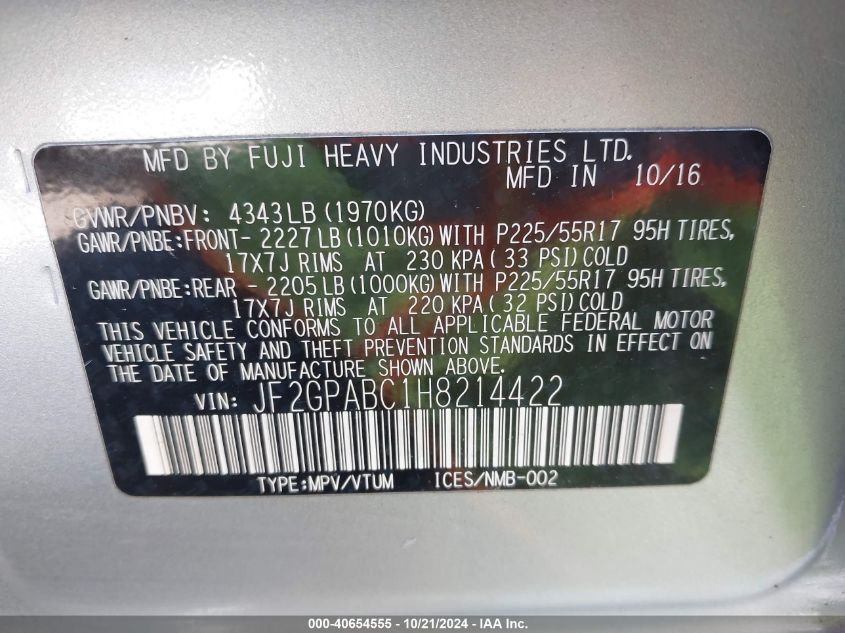 MFD BY FUJI HEAVY INDUSTRIES LTD.
MFD IN 10/16
GVWR/PNBV: 4343LB (1970KG)
GAWR/PNBE:FRONT- 2227LB (1010KG) WITH P225/55R17 95H TIRES,
17X7J RIMS AT 230 KPA ( 33 PSI) COLD
GAWR/PNBE:REAR - 2205LB (1000KG) WITH P225/55R17 95H TIRES,
17X7J RIMS AT 220 KPA ( 32 PSI) COLD
THIS VEHICLE CONFORMS TO ALL APPLICABLE FEDERAL MOTOR
VEHICLE SAFETY AND THEFT PREVENTION STANDARDS IN EFFECT ON
THE DATE OF MANUFACTURE SHOWN ABOVE.
VIN: JF2GPABC1H8214422
TYPE:MPV/VTUM ICES/NMB-002
000-40654555 - 10/21/2024 - IAA Inc.